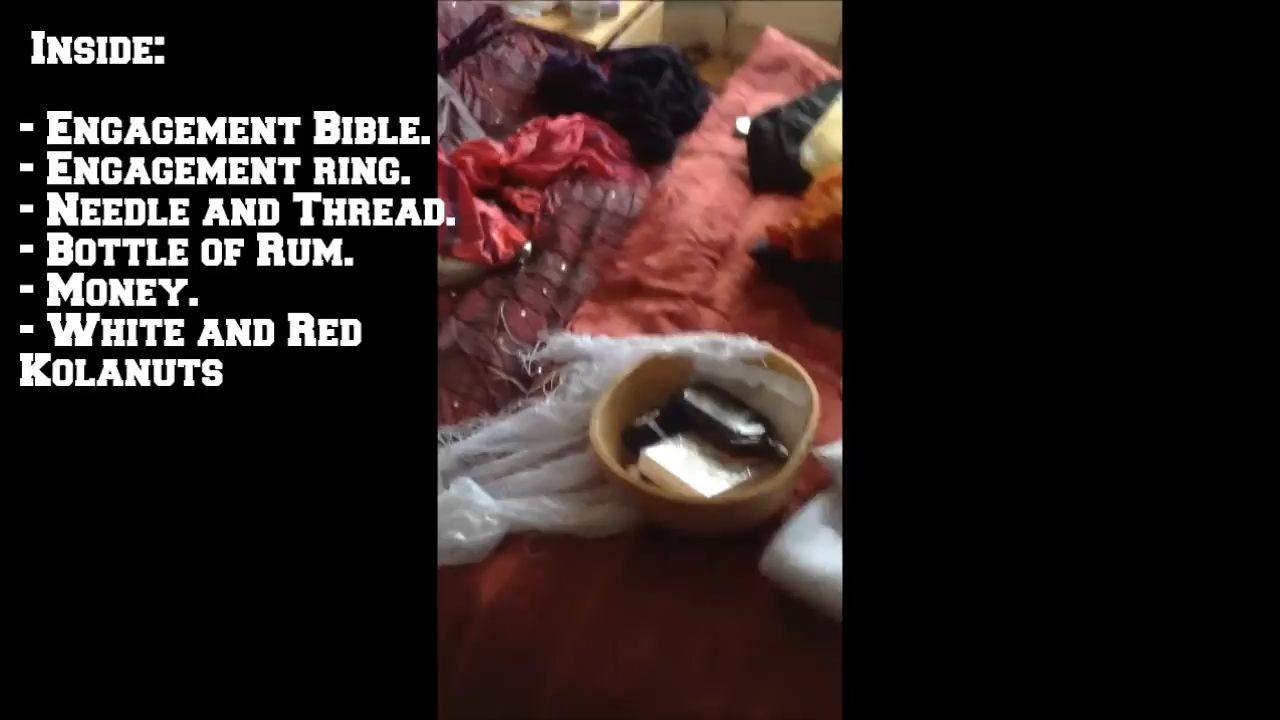 Inside:
- Engagement Bible.
- Engagement ring.
- Needle and Thread.
- Bottle of Rum.
- Money.
- White and Red
Kolanuts